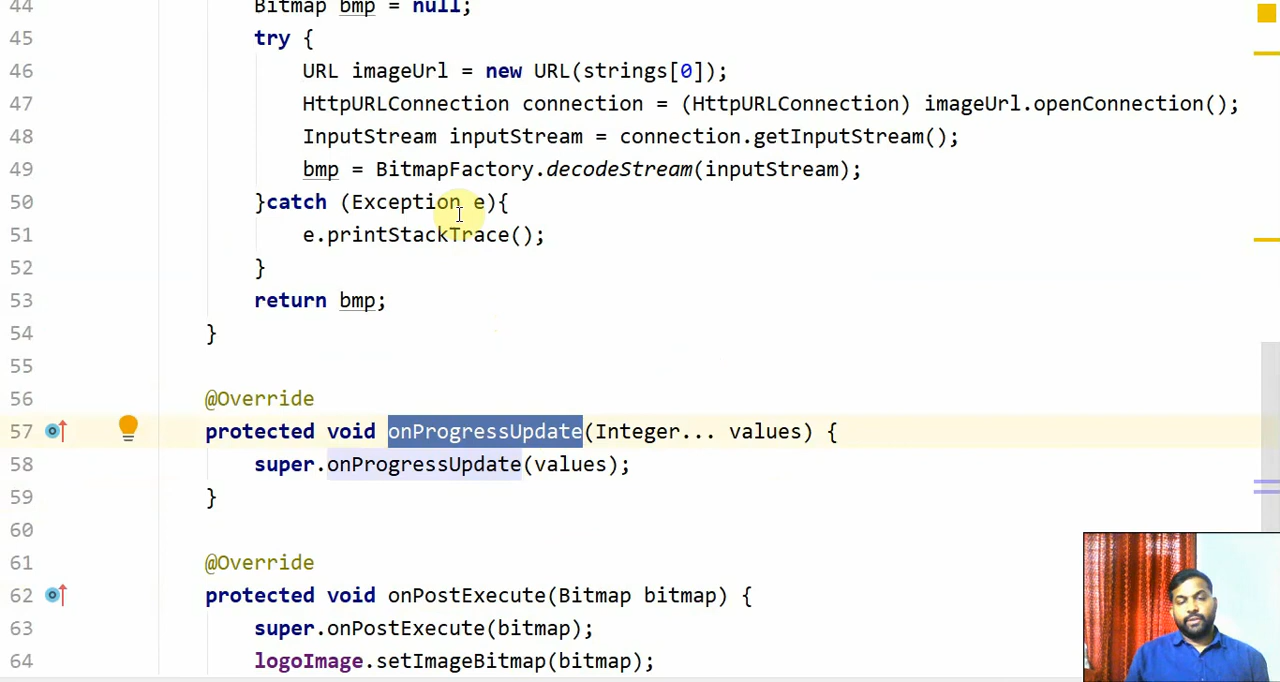 44 Bitmap bmp = null;
45 try {
46 URL imageUrl = new URL(strings[0]);
47 HttpURLConnection connection = (HttpURLConnection) imageUrl.openConnection();
48 InputStream inputStream = connection.getInputStream();
49 bmp = BitmapFactory.decodeStream(inputStream);
50 }catch (Exception e){
51 e.printStackTrace();
52 }
53 return bmp;
54 }
55
56 @Override
57 protected void onProgressUpdate(Integer... values) {
58 super.onProgressUpdate(values);
59 }
60
61 @Override
62 protected void onPostExecute(Bitmap bitmap) {
63 super.onPostExecute(bitmap);
64 logoImage.setImageBitmap(bitmap);